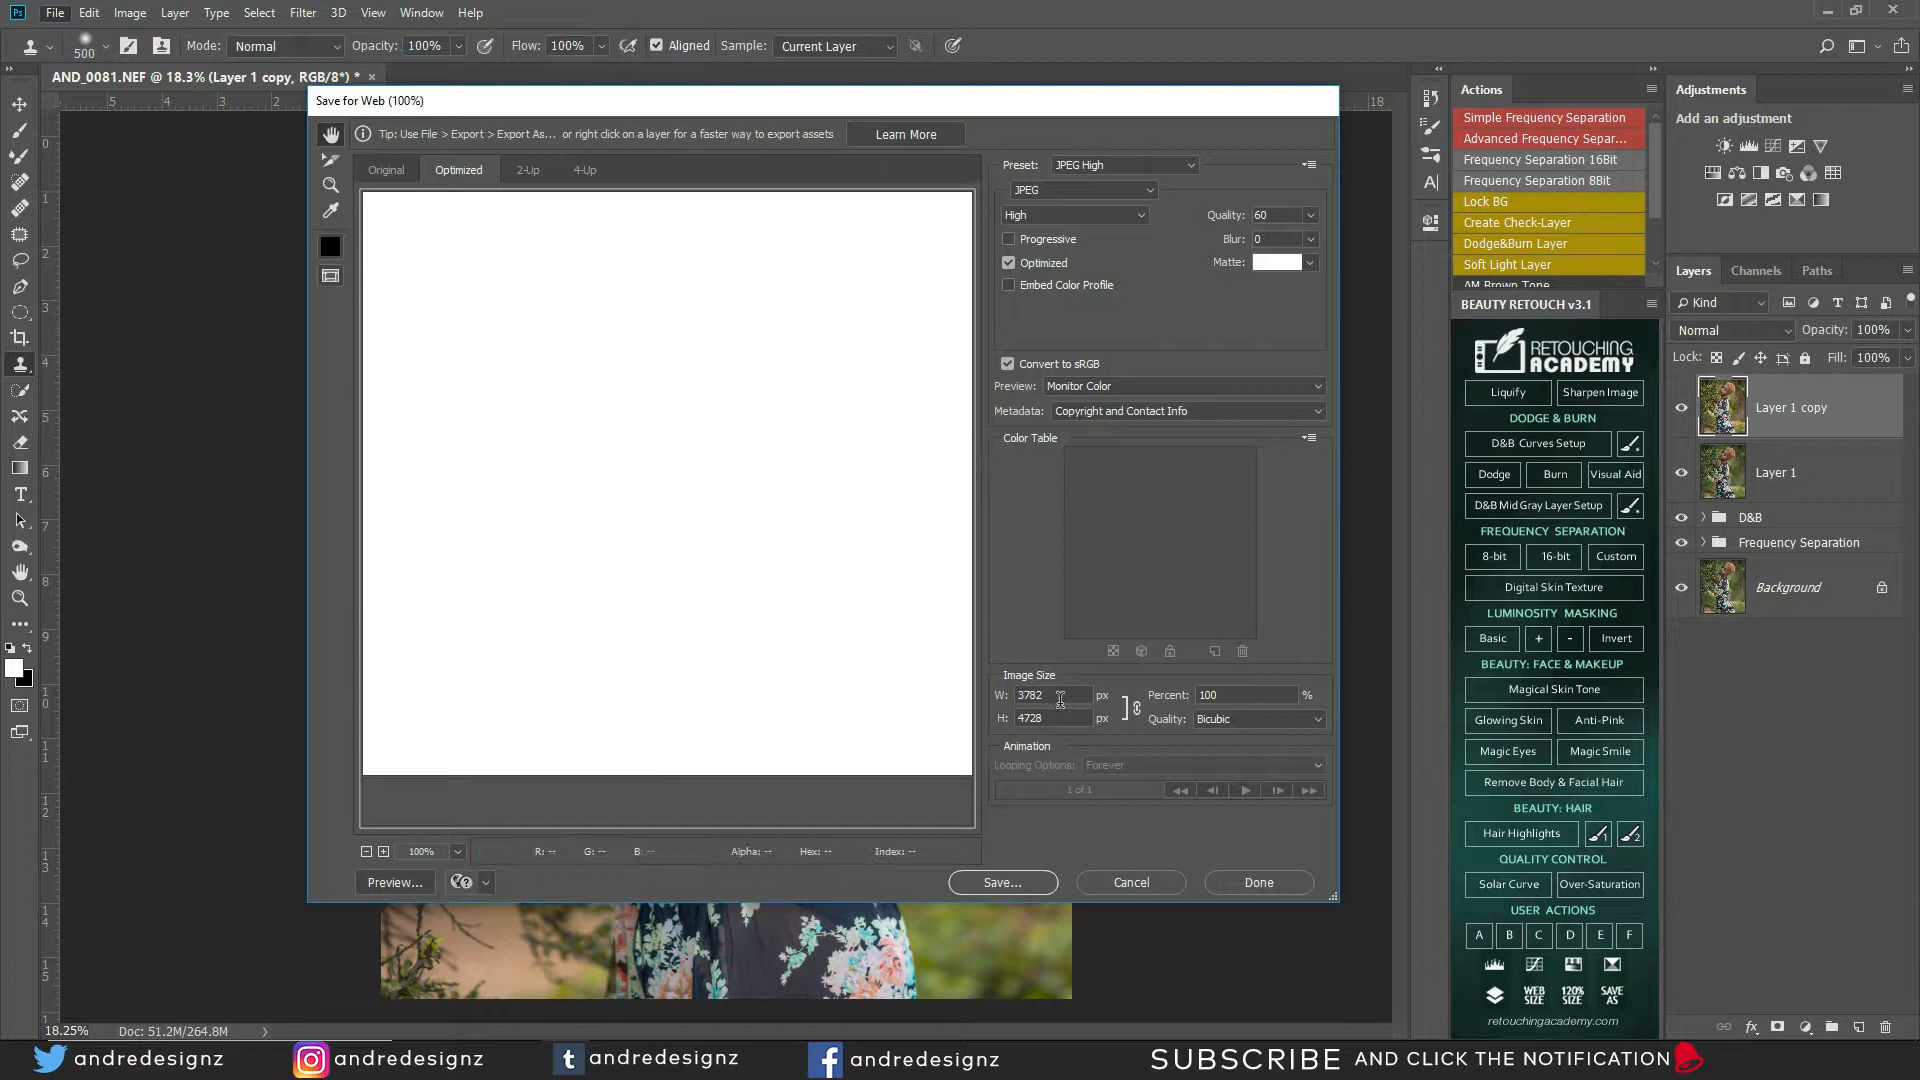 Ps File Edit Image Layer Type Select Filter 3D View Window Help
500 Mode: Normal Opacity: 100% Flow: 100% Aligned Sample: Current Layer
AND_0081.NEF @ 18.3% (Layer 1 copy, RGB/8*) * ×
5 4 3 2 18
Save for Web (100%)
Tip: Use File > Export > Export As... or right click on a layer for a faster way to export assets
Learn More
Original Optimized 2-Up 4-Up
Preset: JPEG High
JPEG
High Quality: 60
Progressive Blur: 0
Optimized Matte:
Embed Color Profile
Convert to sRGB
Preview: Monitor Color
Metadata: Copyright and Contact Info
Color Table
Image Size
W: 3782 px Percent: 100 %
H: 4728 px Quality: Bicubic
Animation
Looping Options: Forever
1 of 1
100% R: -- G: -- B: -- Alpha: -- Hex: -- Index: --
Preview... Save... Cancel Done
18.25% Doc: 51.2M/264.8M
Actions
Simple Frequency Separation
Advanced Frequency Separ...
Frequency Separation 16Bit
Frequency Separation 8Bit
Lock BG
Create Check-Layer
Dodge&Burn Layer
Soft Light Layer
AM Brown Tone
BEAUTY RETOUCH v3.1
RETOUCHING
ACADEMY
Liquify Sharpen Image
DODGE & BURN
D&B Curves Setup
Dodge Burn Visual Aid
D&B Mid Gray Layer Setup
FREQUENCY SEPARATION
8-bit 16-bit Custom
Digital Skin Texture
LUMINOSITY MASKING
Basic + - Invert
BEAUTY: FACE & MAKEUP
Magical Skin Tone
Glowing Skin Anti-Pink
Magic Eyes Magic Smile
Remove Body & Facial Hair
BEAUTY: HAIR
Hair Highlights 1 2
QUALITY CONTROL
Solar Curve Over-Saturation
USER ACTIONS
A B C D E F
WEB SIZE 120% SIZE SAVE AS
retouchingacademy.com
Adjustments
Add an adjustment
Layers Channels Paths
Kind
Normal Opacity: 100%
Lock: Fill: 100%
Layer 1 copy
Layer 1
D&B
Frequency Separation
Background
andredesignz andredesignz andredesignz andredesignz SUBSCRIBE AND CLICK THE NOTIFICATION